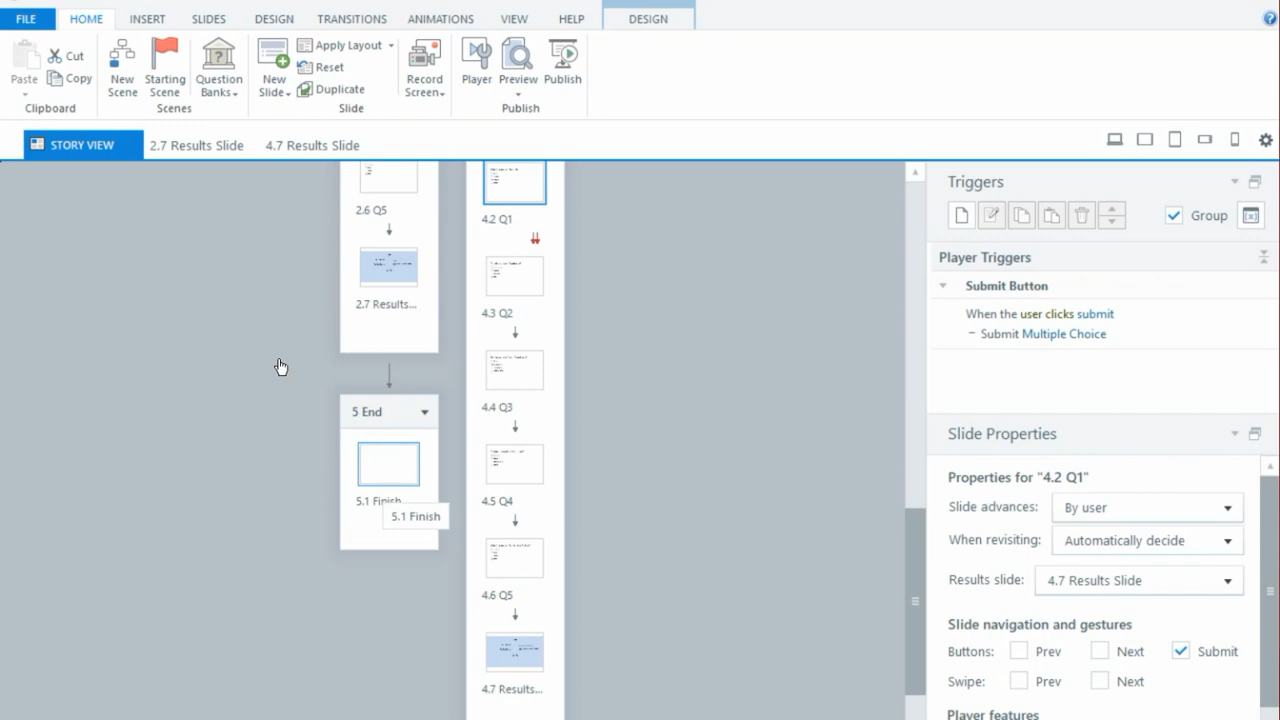 FILE
HOME
INSERT
SLIDES
DESIGN
TRANSITIONS
ANIMATIONS
VIEW
HELP
DESIGN
Paste
Cut
Copy
Clipboard
New Scene
Starting Scene
Question Banks
Scenes
New Slide
Apply Layout
Reset
Duplicate
Slide
Record Screen
Player
Preview
Publish
Publish
STORY VIEW
2.7 Results Slide
4.7 Results Slide
2.6 Q5
2.7 Results...
5 End
5.1 Finish
5.1 Finish
4.2 Q1
4.3 Q2
4.4 Q3
4.5 Q4
4.6 Q5
4.7 Results...
Triggers
Group
Player Triggers
Submit Button
When the user clicks submit
– Submit Multiple Choice
Slide Properties
Properties for "4.2 Q1"
Slide advances: By user
When revisiting: Automatically decide
Results slide: 4.7 Results Slide
Slide navigation and gestures
Buttons: Prev Next Submit
Swipe: Prev Next
Player features